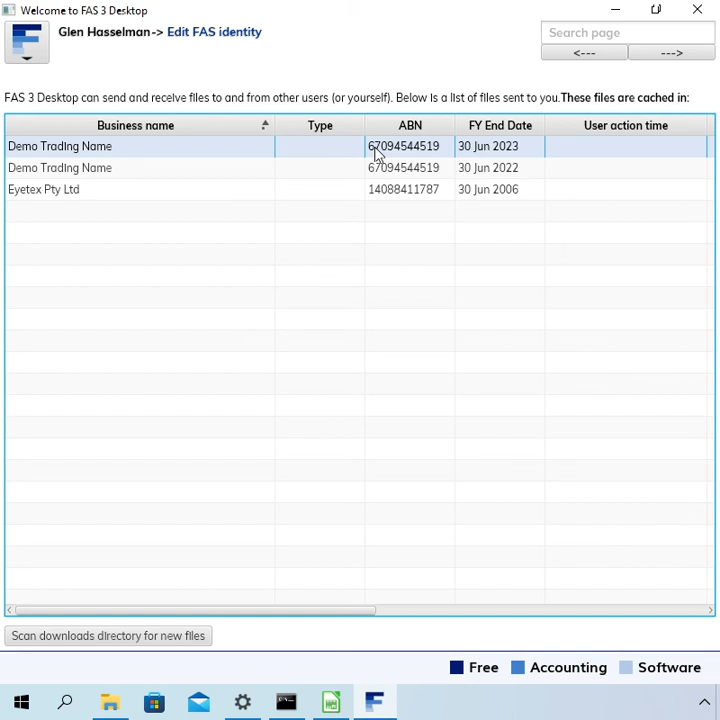 Welcome to FAS 3 Desktop
Glen Hasselman-> Edit FAS identity
Search page
<--- --->
FAS 3 Desktop can send and receive files to and from other users (or yourself). Below is a list of files sent to you.These files are cached in:
Business name Type ABN FY End Date User action time
Demo Trading Name 67094544519 30 Jun 2023
Demo Trading Name 67094544519 30 Jun 2022
Eyetex Pty Ltd 14088411787 30 Jun 2006
Scan downloads directory for new files
Free Accounting Software